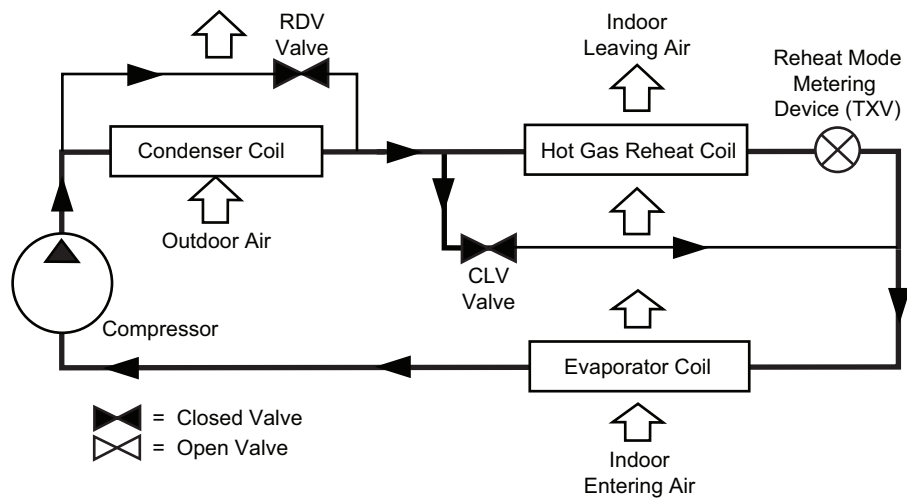 RDV
Valve
Indoor
Leaving Air
Reheat Mode
Metering
Device (TXV)
Condenser Coil
Hot Gas Reheat Coil
Outdoor Air
CLV
Valve
Compressor
Evaporator Coil
= Closed Valve
= Open Valve
Indoor
Entering Air